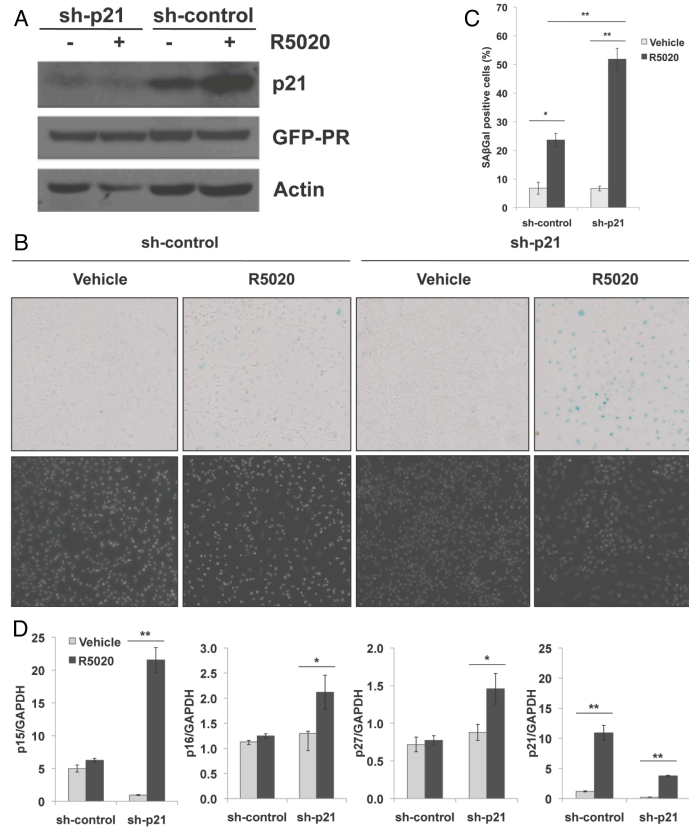 A
sh-p21 sh-control
- + - + R5020
p21
GFP-PR
Actin
C
70
60
50
40
30
20
10
0
SAβGal positive cells (%)
**
**
*
Vehicle
R5020
sh-control sh-p21
B
sh-control sh-p21
Vehicle R5020 Vehicle R5020
D
25
20
15
10
5
0
p15/GAPDH
Vehicle
R5020
**
sh-control sh-p21
3.0
2.5
2.0
1.5
1.0
0.5
0.0
p16/GAPDH
*
sh-control sh-p21
2.0
1.5
1.0
0.5
0.0
p27/GAPDH
*
sh-control sh-p21
25
20
15
10
5
0
p21/GAPDH
**
**
sh-control sh-p21